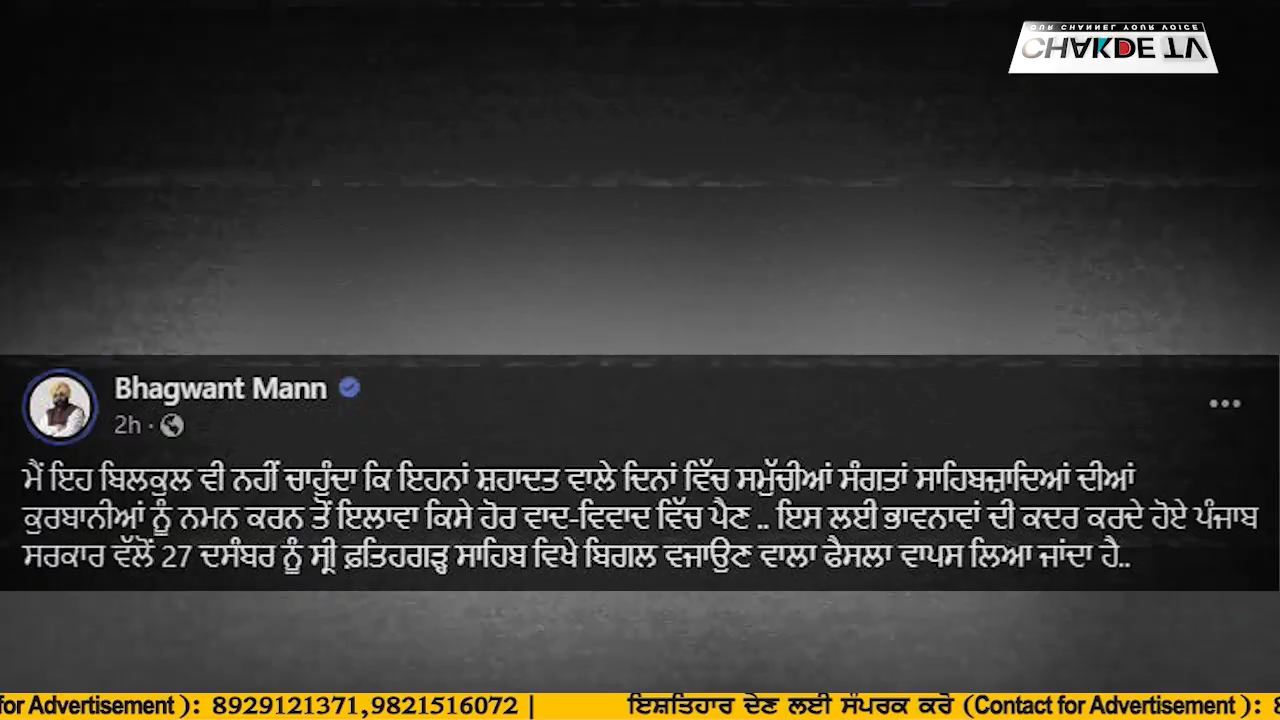 OUR CHANNEL YOUR VOICE
CHAKDE TV
Bhagwant Mann
2h ·
ਮੈਂ ਇਹ ਬਿਲਕੁਲ ਵੀ ਨਹੀਂ ਚਾਹੁੰਦਾ ਕਿ ਇਹਨਾਂ ਸ਼ਹਾਦਤ ਵਾਲੇ ਦਿਨਾਂ ਵਿੱਚ ਸਮੁੱਚੀਆਂ ਸੰਗਤਾਂ ਸਾਹਿਬਜ਼ਾਦਿਆਂ ਦੀਆਂ
ਕੁਰਬਾਨੀਆਂ ਨੂੰ ਨਮਨ ਕਰਨ ਤੋਂ ਇਲਾਵਾ ਕਿਸੇ ਹੋਰ ਵਾਦ-ਵਿਵਾਦ ਵਿੱਚ ਪੈਣ .. ਇਸ ਲਈ ਭਾਵਨਾਵਾਂ ਦੀ ਕਦਰ ਕਰਦੇ ਹੋਏ ਪੰਜਾਬ
ਸਰਕਾਰ ਵੱਲੋਂ 27 ਦਸੰਬਰ ਨੂੰ ਸ੍ਰੀ ਫ਼ਤਿਹਗੜ੍ਹ ਸਾਹਿਬ ਵਿਖੇ ਬਿਗਲ ਵਜਾਉਣ ਵਾਲਾ ਫੈਸਲਾ ਵਾਪਸ ਲਿਆ ਜਾਂਦਾ ਹੈ..
for Advertisement ): 8929121371,9821516072 | ਇਸ਼ਤਿਹਾਰ ਦੇਣ ਲਈ ਸੰਪਰਕ ਕਰੋ (Contact for Advertisement ): 8